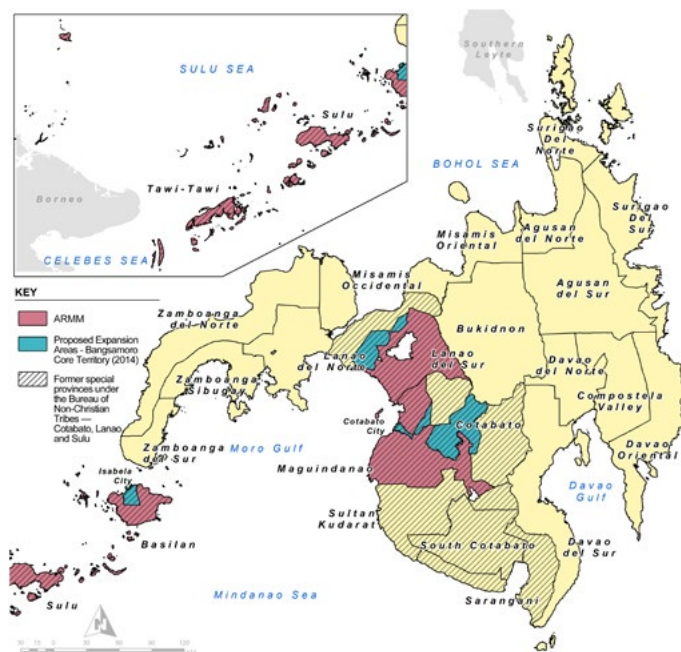 SULU SEA
Sulu
Tawi-Tawi
Borneo
CELEBES SEA
Southern
Leyte
Surigao
Del
Norte
BOHOL SEA
Surigao
Del
Sur
Agusan
del Norte
Misamis
Oriental
Misamis
Occidental
Agusan
del Sur
KEY
ARMM
Proposed Expansion
Areas - Bangsamoro
Core Territory (2014)
Former special
provinces under
the Bureau of
Non-Christian
Tribes —
Cotabato, Lanao
and Sulu
Zamboanga
del Norte
Bukidnon
Lanao
del Norte
Lanao
del Sur
Davao
del Norte
Zamboanga
Sibugay
Compostela
Valley
Cotabato
City
Cotabato
Zamboanga
del Sur
Moro Gulf
Davao
Oriental
Isabela
City
Maguindanao
Davao
Gulf
Sultan
Kudarat
Basilan
South Cotabato
Davao
del Sur
Mindanao Sea
Sulu
Sarangani
N